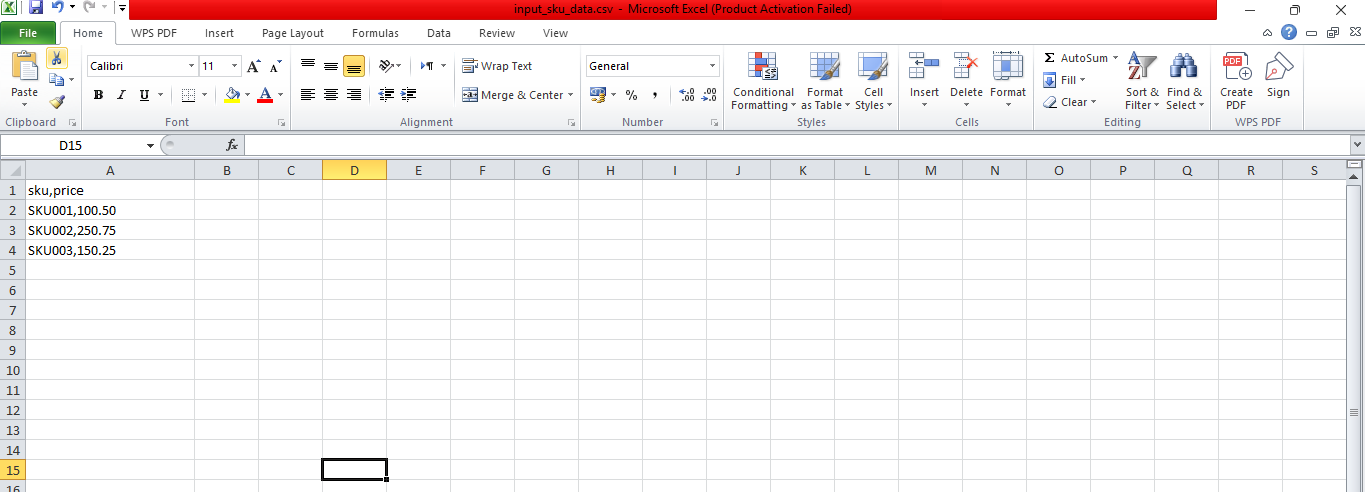 input_sku_data.csv - Microsoft Excel (Product Activation Failed)
File Home WPS PDF Insert Page Layout Formulas Data Review View
Paste
Clipboard
Calibri 11 A A
B I U A
Font
Wrap Text
Merge & Center
Alignment
General
% , .00 .0
Number
Conditional Formatting
Format as Table
Cell Styles
Styles
Insert Delete Format
Cells
Σ AutoSum
Fill
Clear
Sort & Filter
Find & Select
Editing
PDF
Create PDF
Sign
WPS PDF
D15 fx
A B C D E F G H I J K L M N O P Q R S
1 sku,price
2 SKU001,100.50
3 SKU002,250.75
4 SKU003,150.25
5
6
7
8
9
10
11
12
13
14
15
16